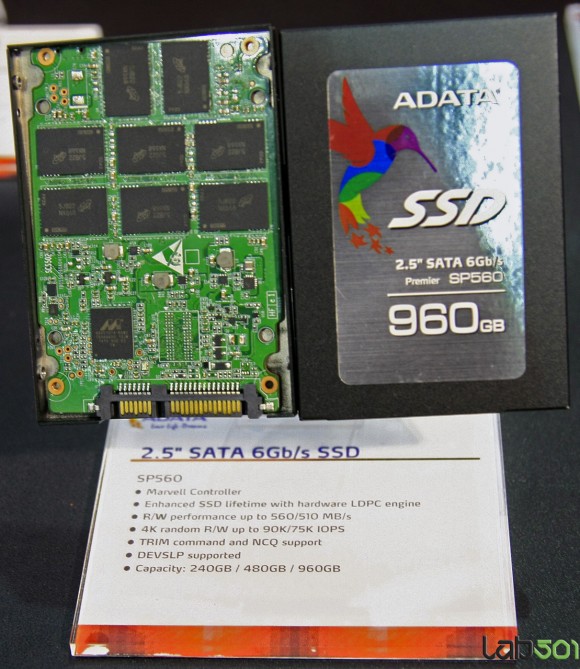 ADATA
SSD
2.5" SATA 6Gb/s
Premier SP560
960GB
ADATA
2.5" SATA 6Gb/s SSD
SP560
• Marvell Controller
• Enhanced SSD lifetime with hardware LDPC engine
• R/W performance up to 560/510 MB/s
• 4K random R/W up to 90K/75K IOPS
• TRIM command and NCQ support
• DEVSLP supported
• Capacity: 240GB / 480GB / 960GB
lab501